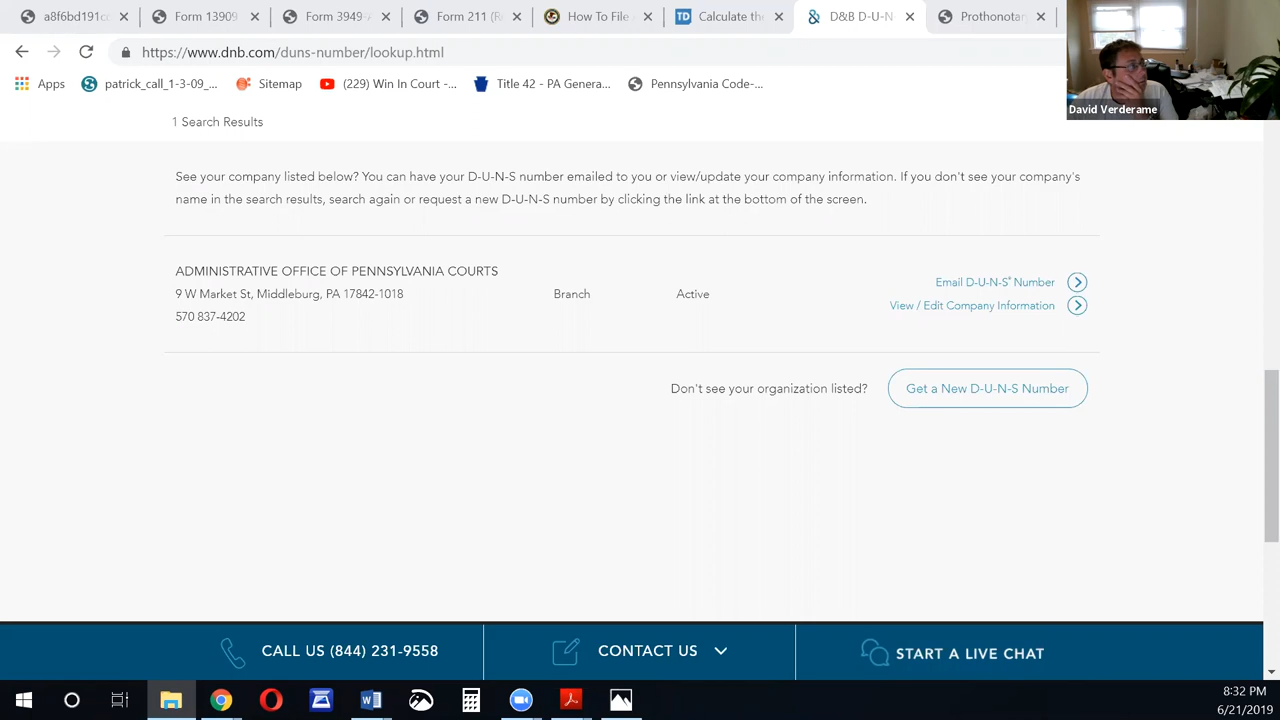 a8f6bd191c
Form 13909
Form 3949-
Form 211 (R
How To File
Calculate the
D&B D-U-N
Prothonotar
https://www.dnb.com/duns-number/lookup.html
Apps
patrick_call_1-3-09_...
Sitemap
(229) Win In Court -...
Title 42 - PA Genera...
Pennsylvania Code-...
David Verderame
1 Search Results
See your company listed below? You can have your D-U-N-S number emailed to you or view/update your company information. If you don't see your company's
name in the search results, search again or request a new D-U-N-S number by clicking the link at the bottom of the screen.
ADMINISTRATIVE OFFICE OF PENNSYLVANIA COURTS
9 W Market St, Middleburg, PA 17842-1018
570 837-4202
Branch
Active
Email D-U-N-S® Number
View / Edit Company Information
Don't see your organization listed?
Get a New D-U-N-S Number
CALL US (844) 231-9558
CONTACT US
START A LIVE CHAT
8:32 PM
6/21/2019